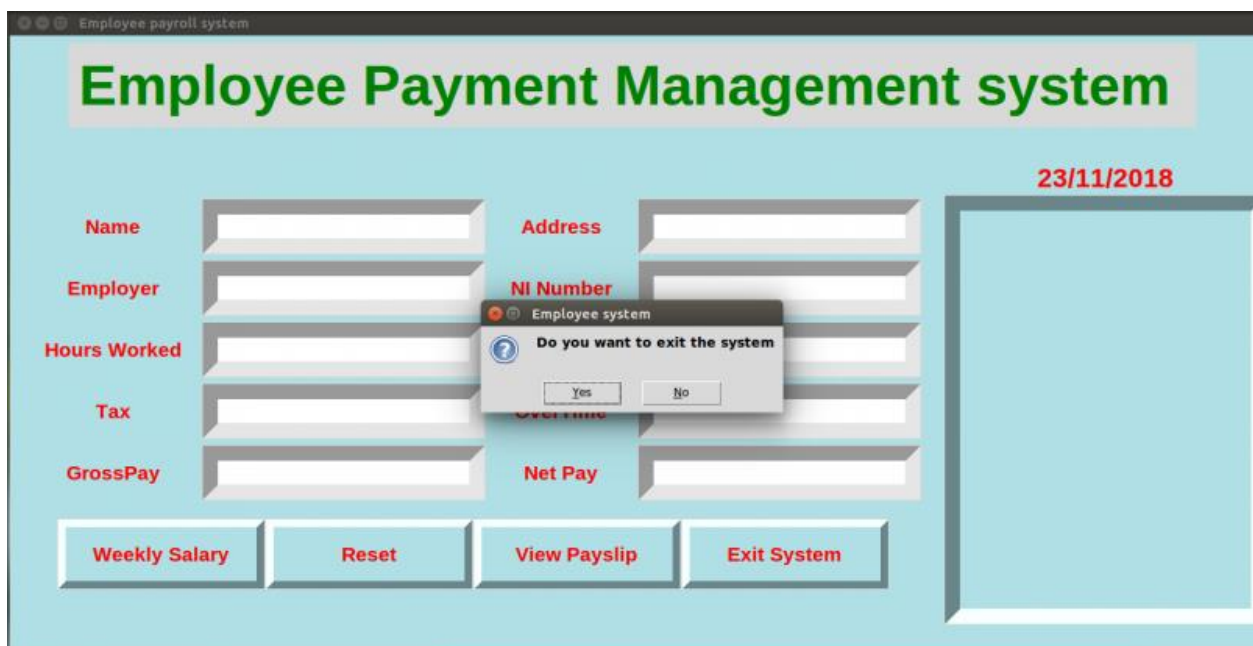 Employee payroll system
Employee Payment Management system
23/11/2018
Name
Address
Employer
NI Number
Employee system
Do you want to exit the system
Yes
No
Hours Worked
Tax
OverTime
GrossPay
Net Pay
Weekly Salary
Reset
View Payslip
Exit System